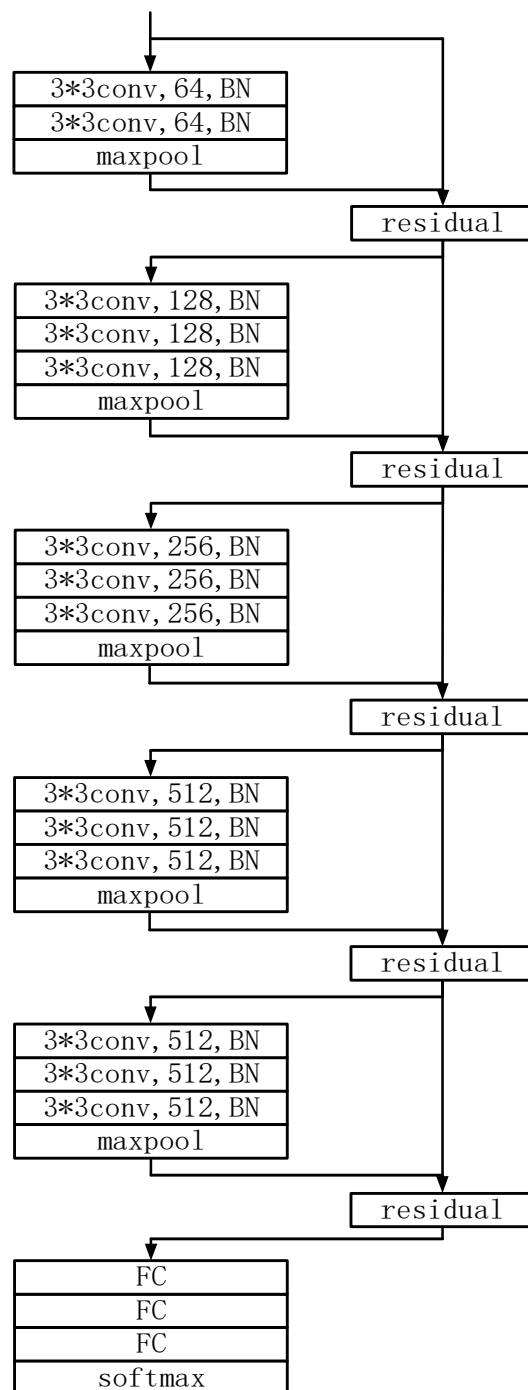 3*3conv,64,BN
3*3conv,64,BN
maxpool
residual
3*3conv,128,BN
3*3conv,128,BN
3*3conv,128,BN
maxpool
residual
3*3conv,256,BN
3*3conv,256,BN
3*3conv,256,BN
maxpool
residual
3*3conv,512,BN
3*3conv,512,BN
3*3conv,512,BN
maxpool
residual
3*3conv,512,BN
3*3conv,512,BN
3*3conv,512,BN
maxpool
residual
FC
FC
FC
softmax